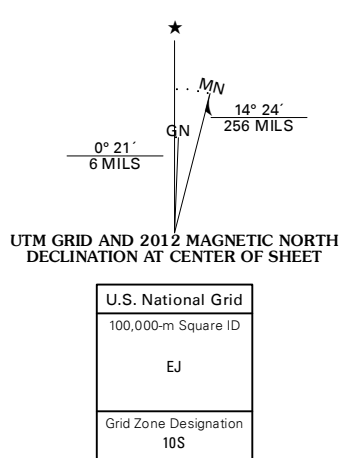 ★
MN
GN
14° 24´
256 MILS
0° 21´
6 MILS
UTM GRID AND 2012 MAGNETIC NORTH
DECLINATION AT CENTER OF SHEET
U.S. National Grid
100,000-m Square ID
EJ
Grid Zone Designation
10S